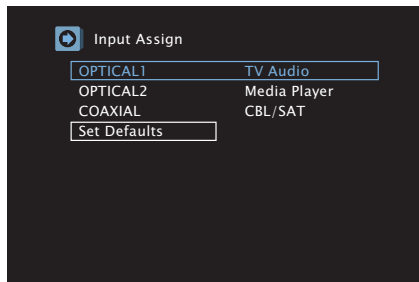 Input Assign
OPTICAL1 TV Audio
OPTICAL2 Media Player
COAXIAL CBL/SAT
Set Defaults